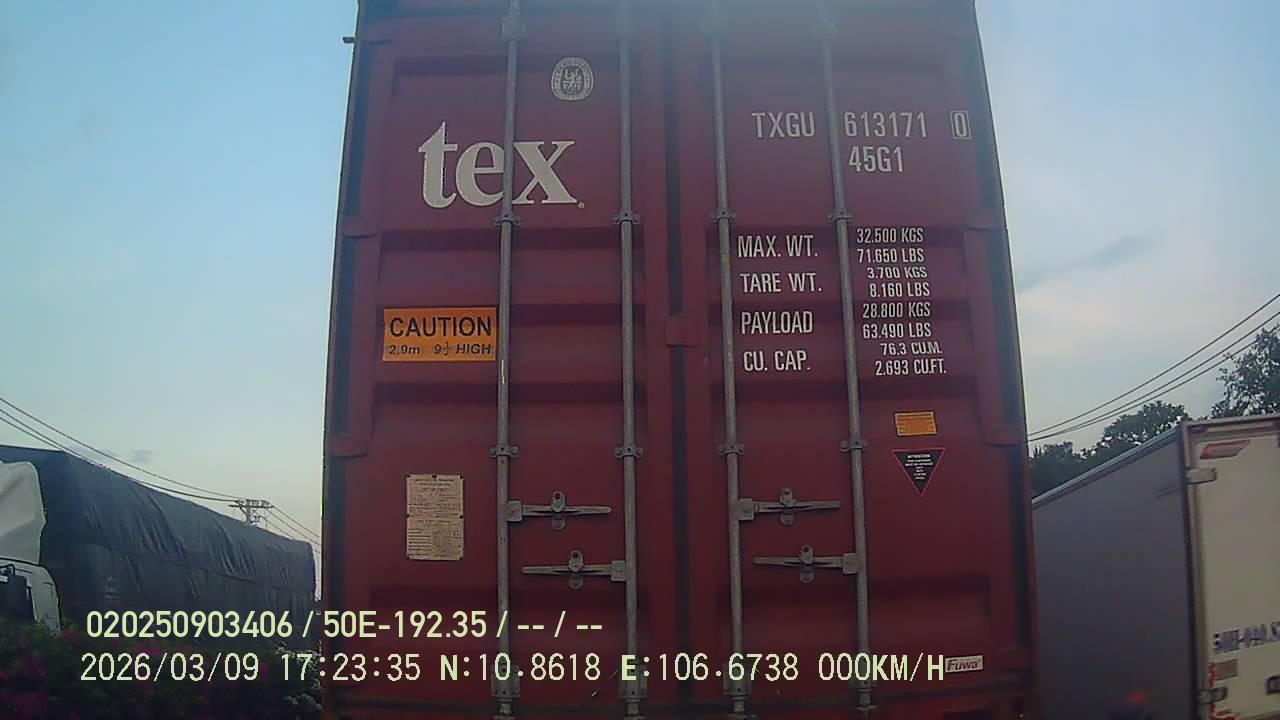 tex
TXGU 613171 0
45G1
MAX. WT. 32.500 KGS
71.650 LBS
TARE WT. 3.700 KGS
8.160 LBS
PAYLOAD 28.800 KGS
63.490 LBS
CU. CAP. 76.3 CU.M.
2.693 CU.FT.
CAUTION
2.9m 9½ HIGH
ATTENTION
Fuwa
020250903406 / 50E-192.35 / -- / --
2026/03/09 17:23:35 N:10.8618 E:106.6738 000KM/H